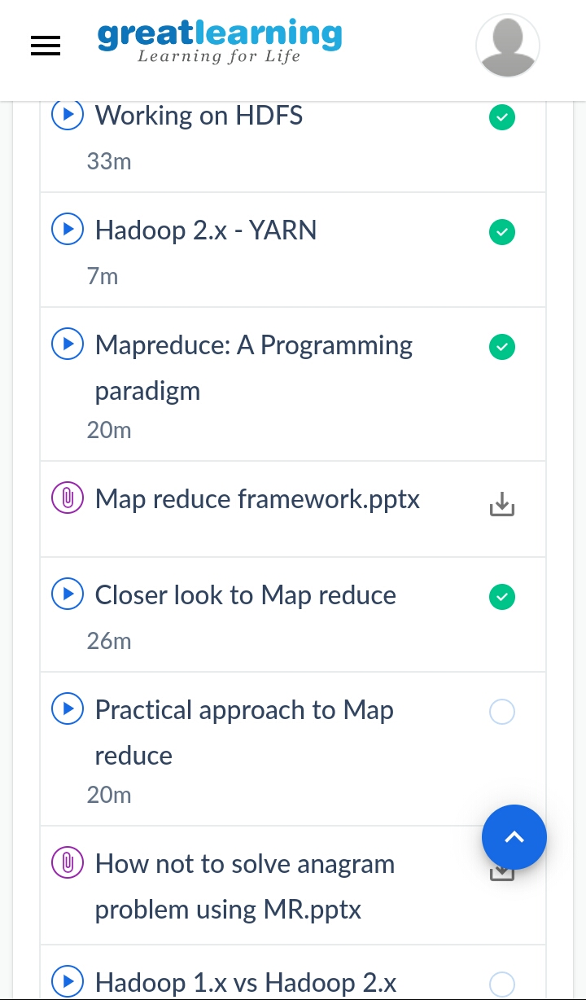 greatlearning
Learning for Life
Working on HDFS
33m
Hadoop 2.x - YARN
7m
Mapreduce: A Programming
paradigm
20m
Map reduce framework.pptx
Closer look to Map reduce
26m
Practical approach to Map
reduce
20m
How not to solve anagram
problem using MR.pptx
Hadoop 1.x vs Hadoop 2.x